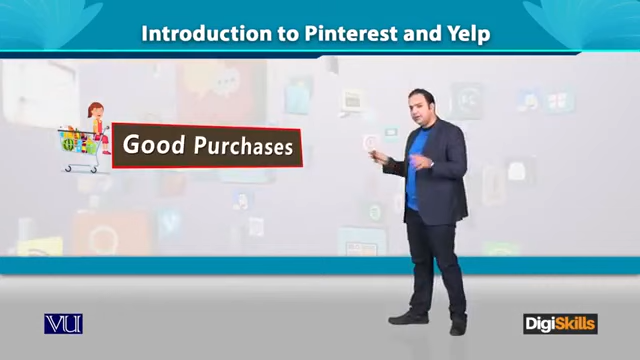 Introduction to Pinterest and Yelp
Good Purchases
VU
DigiSkills